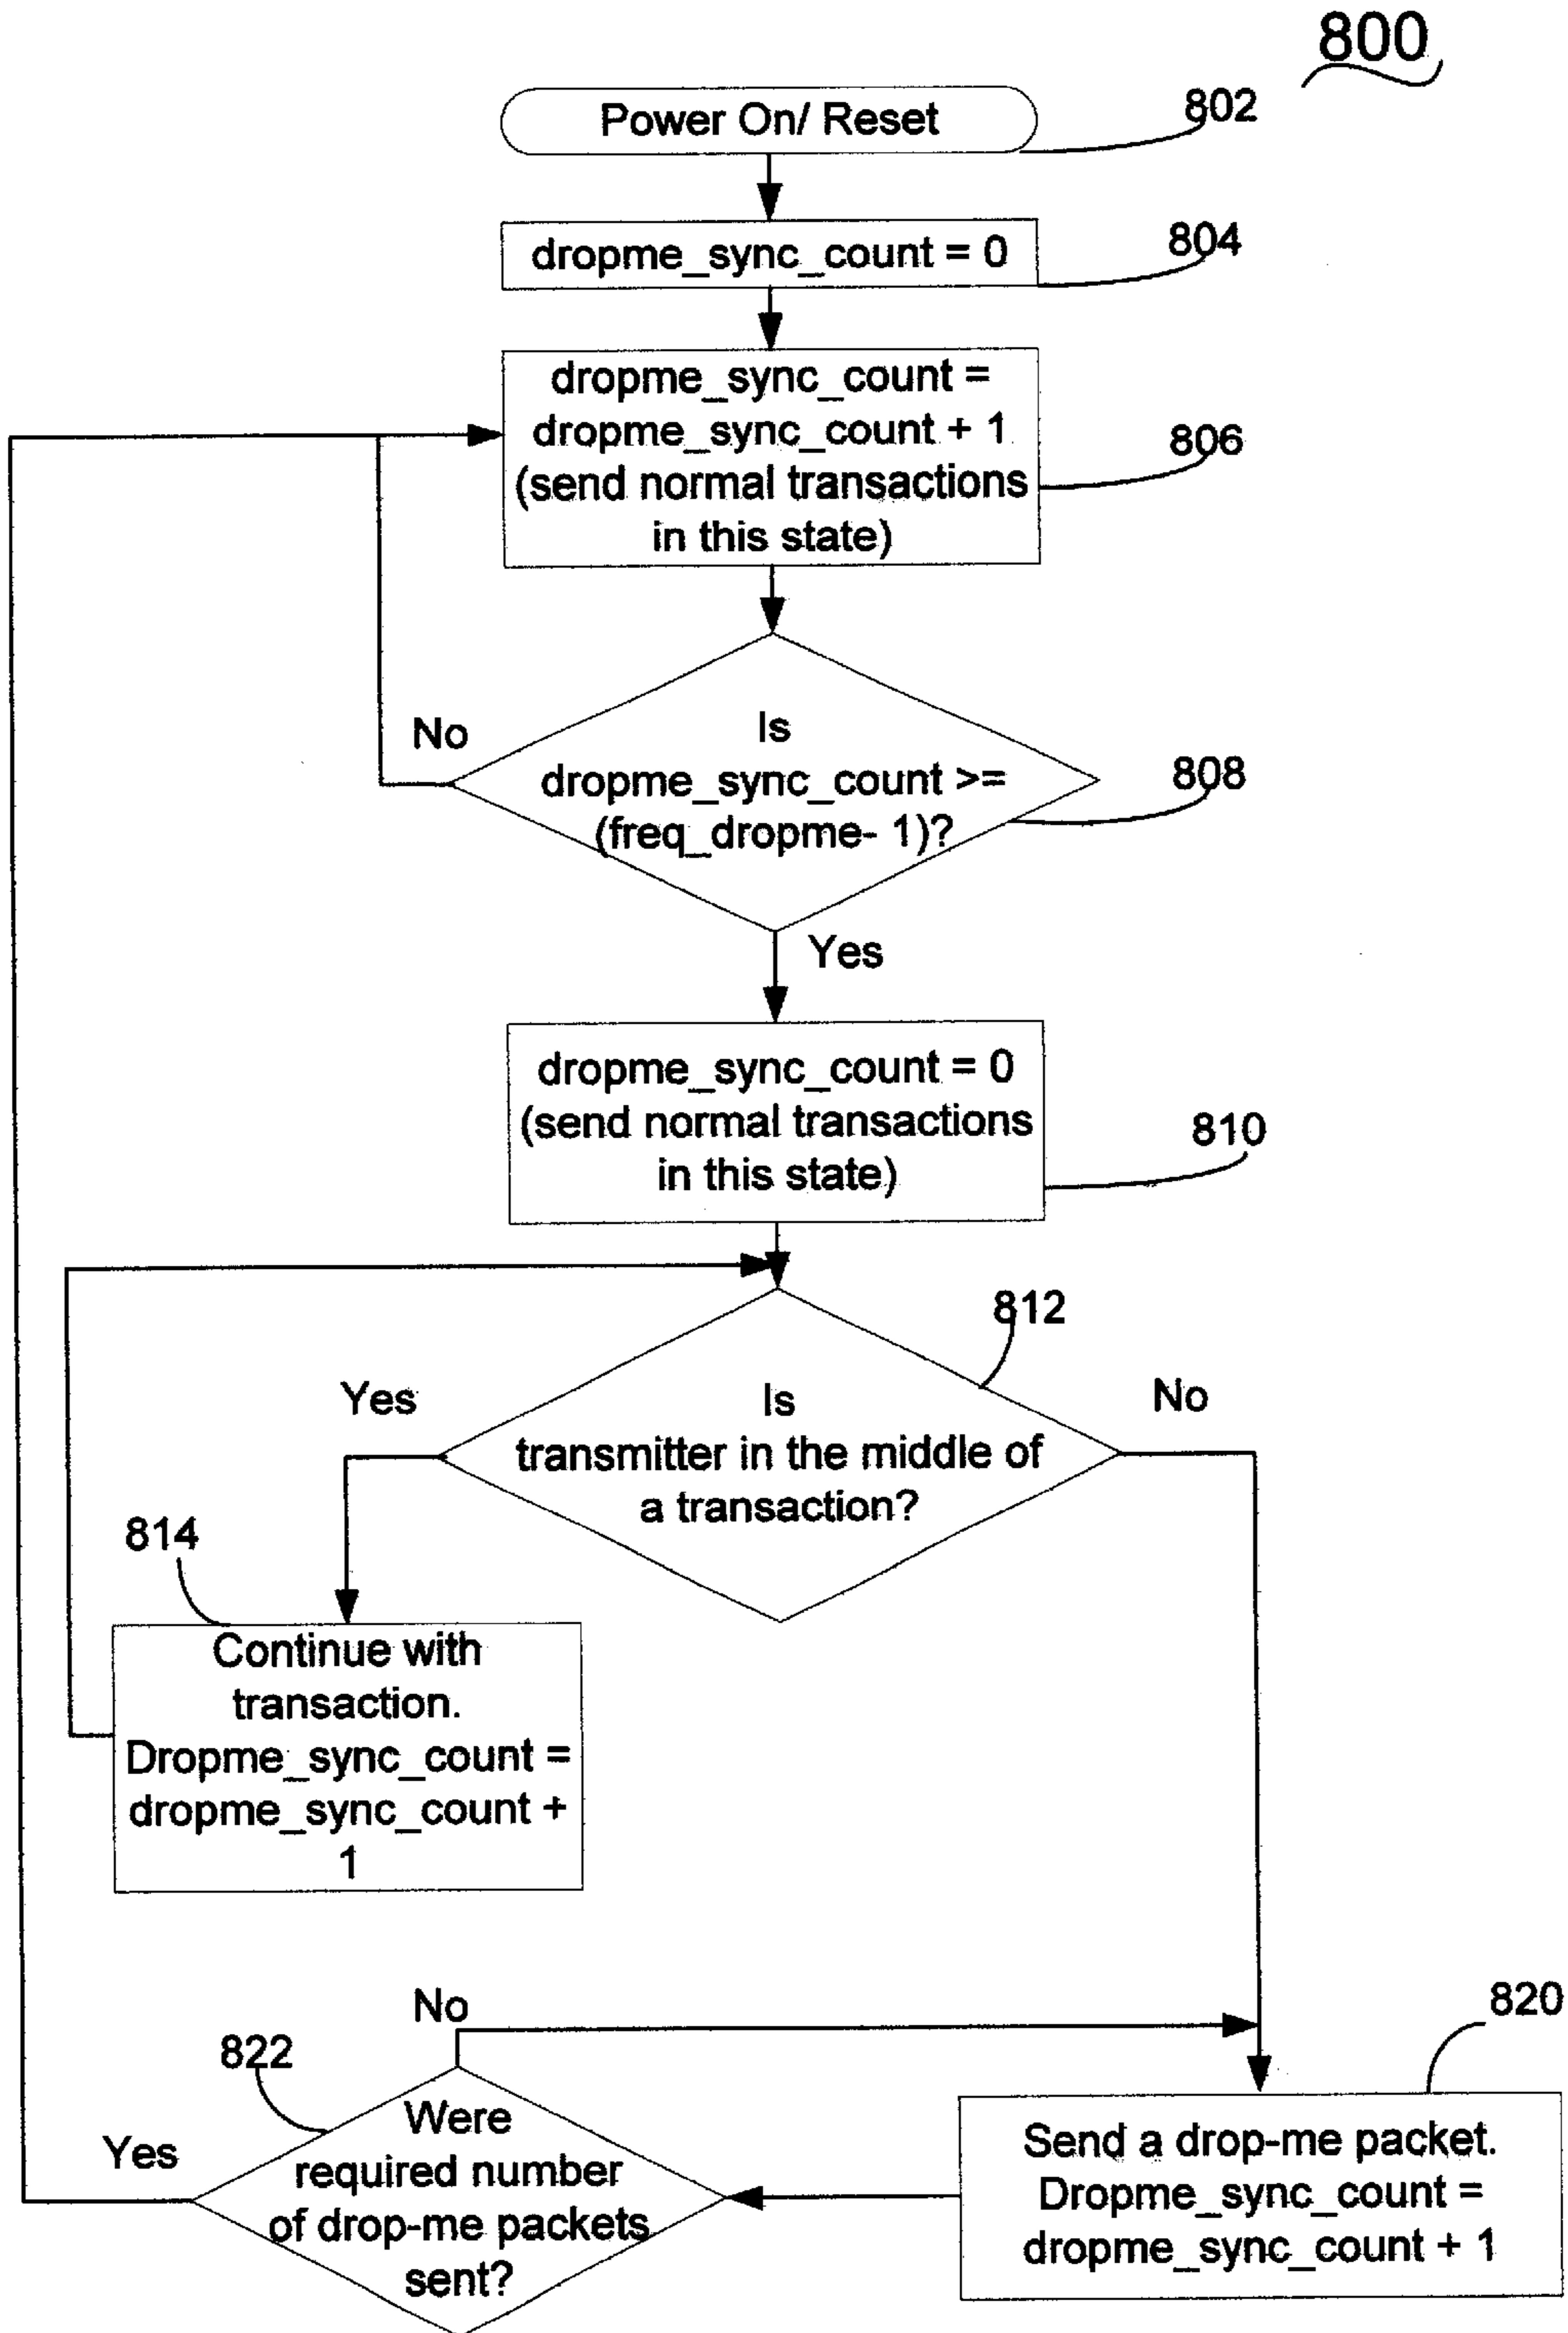 800
Power On/ Reset
802
dropme_sync_count = 0
804
dropme_sync_count =
dropme_sync_count + 1
(send normal transactions
in this state)
806
No
Is
dropme_sync_count >=
(freq_dropme- 1)?
808
Yes
dropme_sync_count = 0
(send normal transactions
in this state)
810
812
Yes
Is
transmitter in the middle of
a transaction?
No
814
Continue with
transaction.
Dropme_sync_count =
dropme_sync_count +
1
No
820
822
Yes
Were
required number
of drop-me packets
sent?
Send a drop-me packet.
Dropme_sync_count =
dropme_sync_count + 1